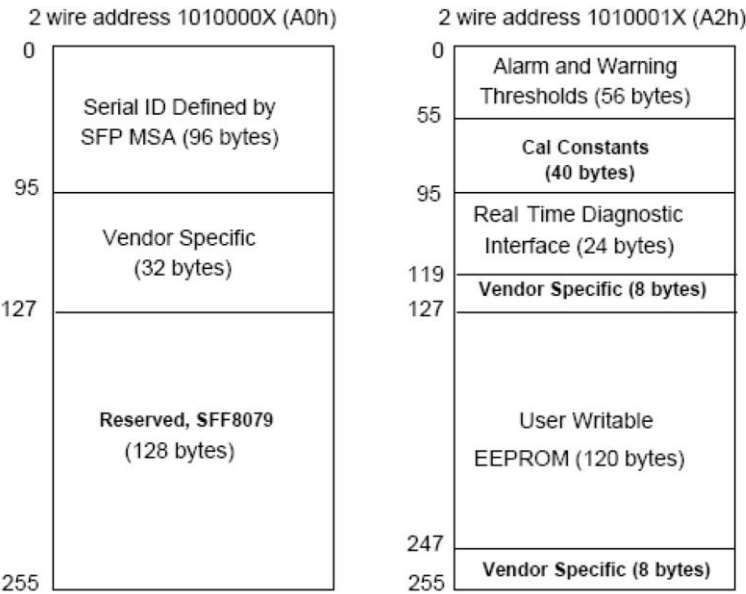 2 wire address 1010000X (A0h)
0
Serial ID Defined by
SFP MSA (96 bytes)
95
Vendor Specific
(32 bytes)
127
Reserved, SFF8079
(128 bytes)
255
2 wire address 1010001X (A2h)
0
Alarm and Warning
Thresholds (56 bytes)
55
Cal Constants
(40 bytes)
95
Real Time Diagnostic
Interface (24 bytes)
119
Vendor Specific (8 bytes)
127
User Writable
EEPROM (120 bytes)
247
Vendor Specific (8 bytes)
255